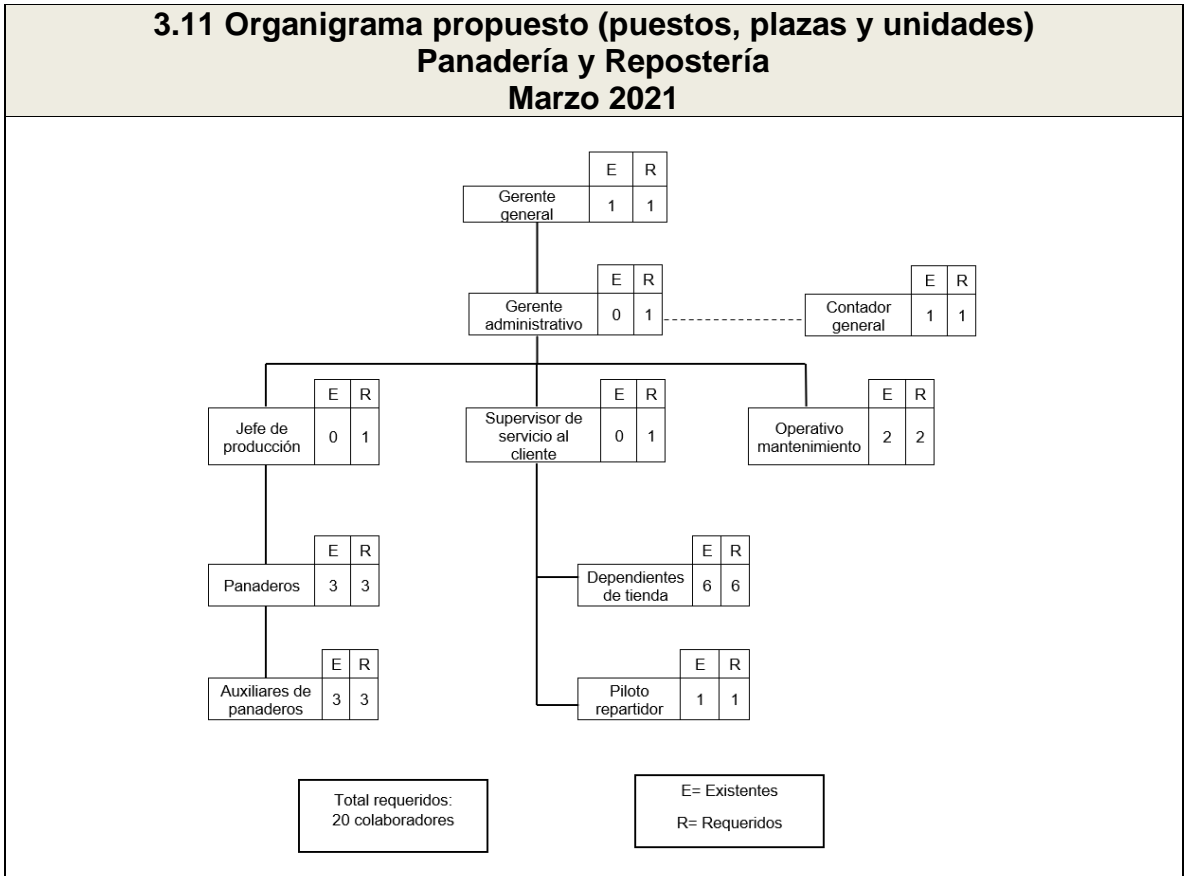 3.11 Organigrama propuesto (puestos, plazas y unidades)
Panadería y Repostería
Marzo 2021
E R
Gerente
general
1 1
E R
Gerente
administrativo
0 1
E R
Contador
general
1 1
E R
Jefe de
producción
0 1
E R
Supervisor de
servicio al
cliente
0 1
E R
Operativo
mantenimiento
2 2
E R
Panaderos 3 3
E R
Dependientes
de tienda
6 6
E R
Auxiliares de
panaderos
3 3
E R
Piloto
repartidor
1 1
Total requeridos:
20 colaboradores
E= Existentes
R= Requeridos